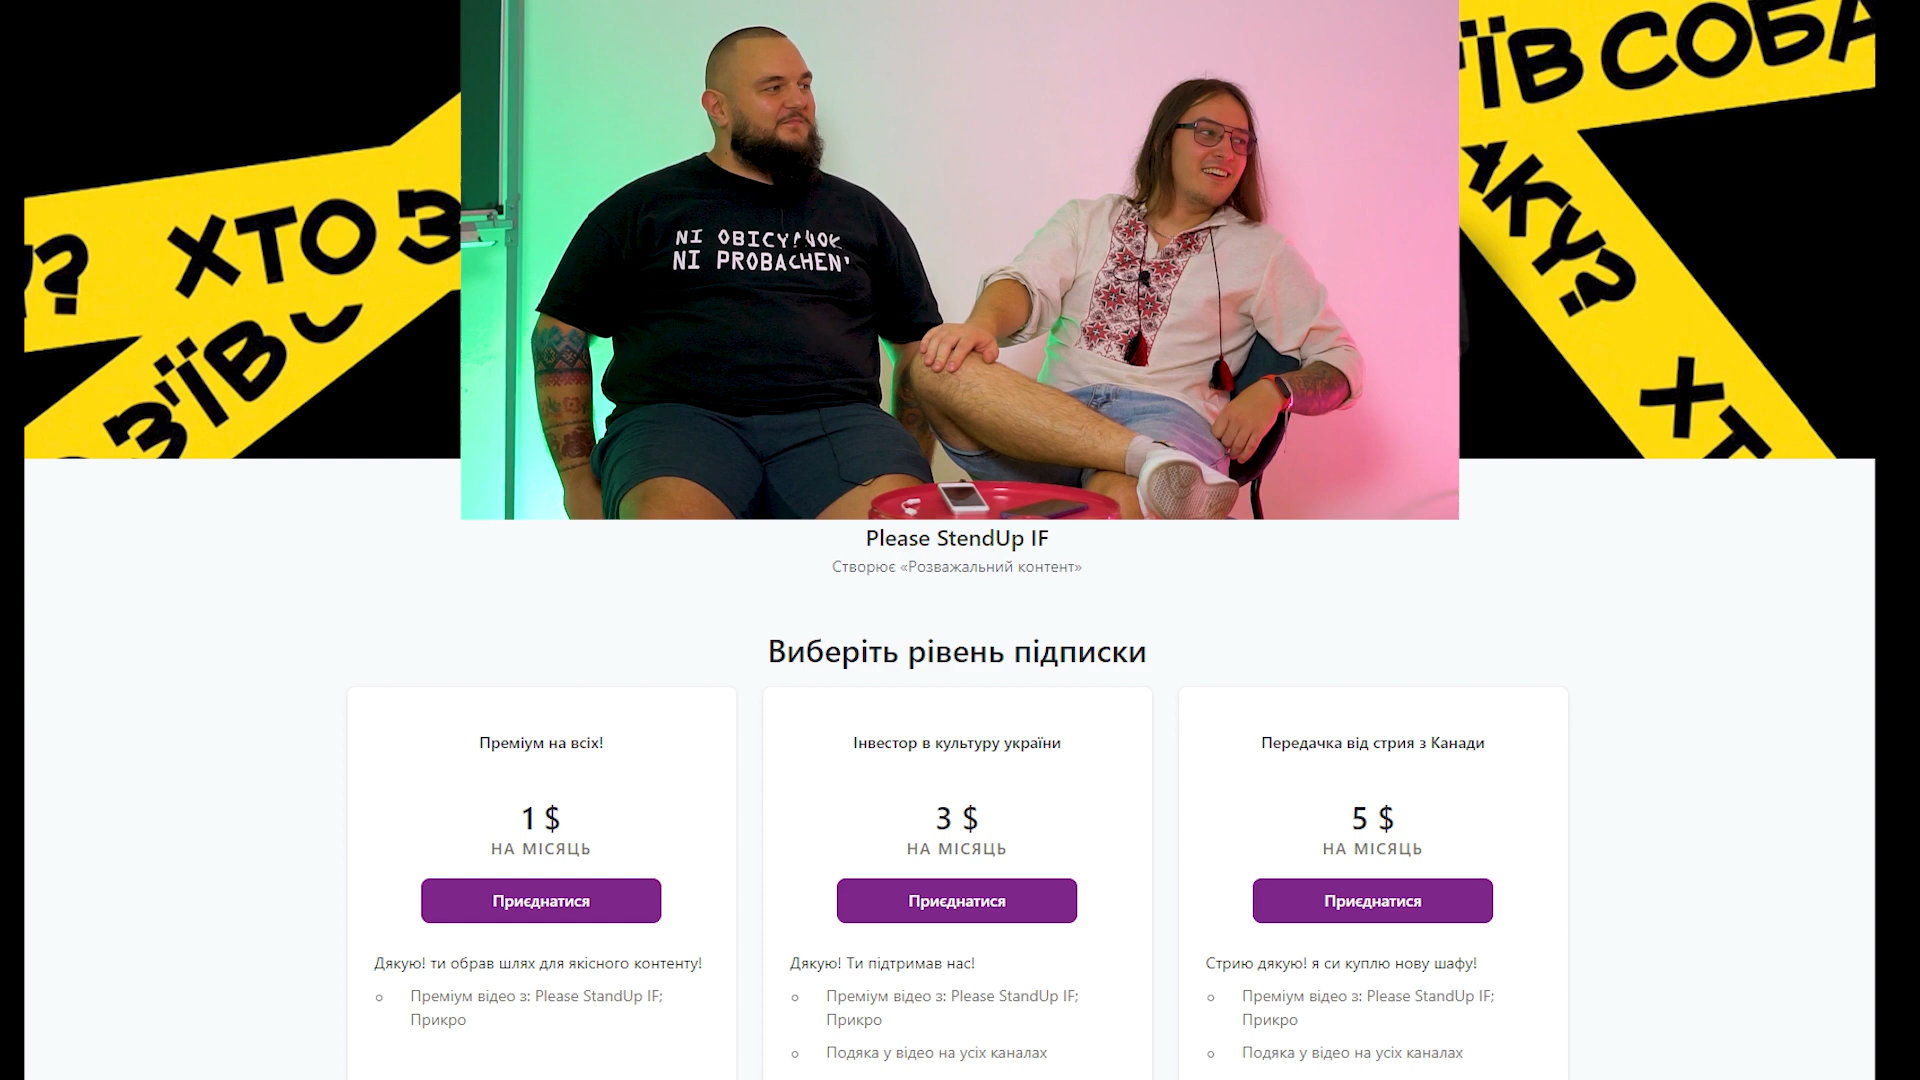 ЇВ СОБА
ХТО З
З'ЇВ
КУ?
ХТ
NI PROBACHEN'
Please StendUp IF
Створює «Розважальний контент»
Виберіть рівень підписки
Преміум на всіх!
1 $
НА МІСЯЦЬ
Приєднатися
Дякую! ти обрав шлях для якісного контенту!
Преміум відео з: Please StandUp IF;
Прикро
Інвестор в культуру україни
3 $
НА МІСЯЦЬ
Приєднатися
Дякую! Ти підтримав нас!
Преміум відео з: Please StandUp IF;
Прикро
Подяка у відео на усіх каналах
Передачка від стрия з Канади
5 $
НА МІСЯЦЬ
Приєднатися
Стрию дякую! я си куплю нову шафу!
Преміум відео з: Please StandUp IF;
Прикро
Подяка у відео на усіх каналах